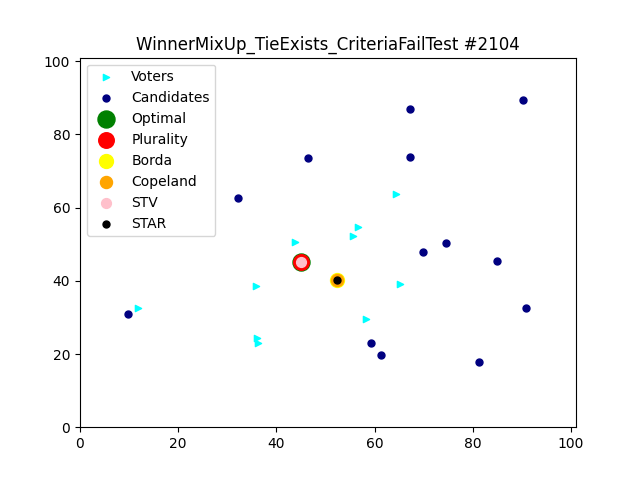 WinnerMixUp_TieExists_CriteriaFailTest #2104
100
80
60
40
20
0
0
20
40
60
80
100
Voters
Candidates
Optimal
Plurality
Borda
Copeland
STV
STAR